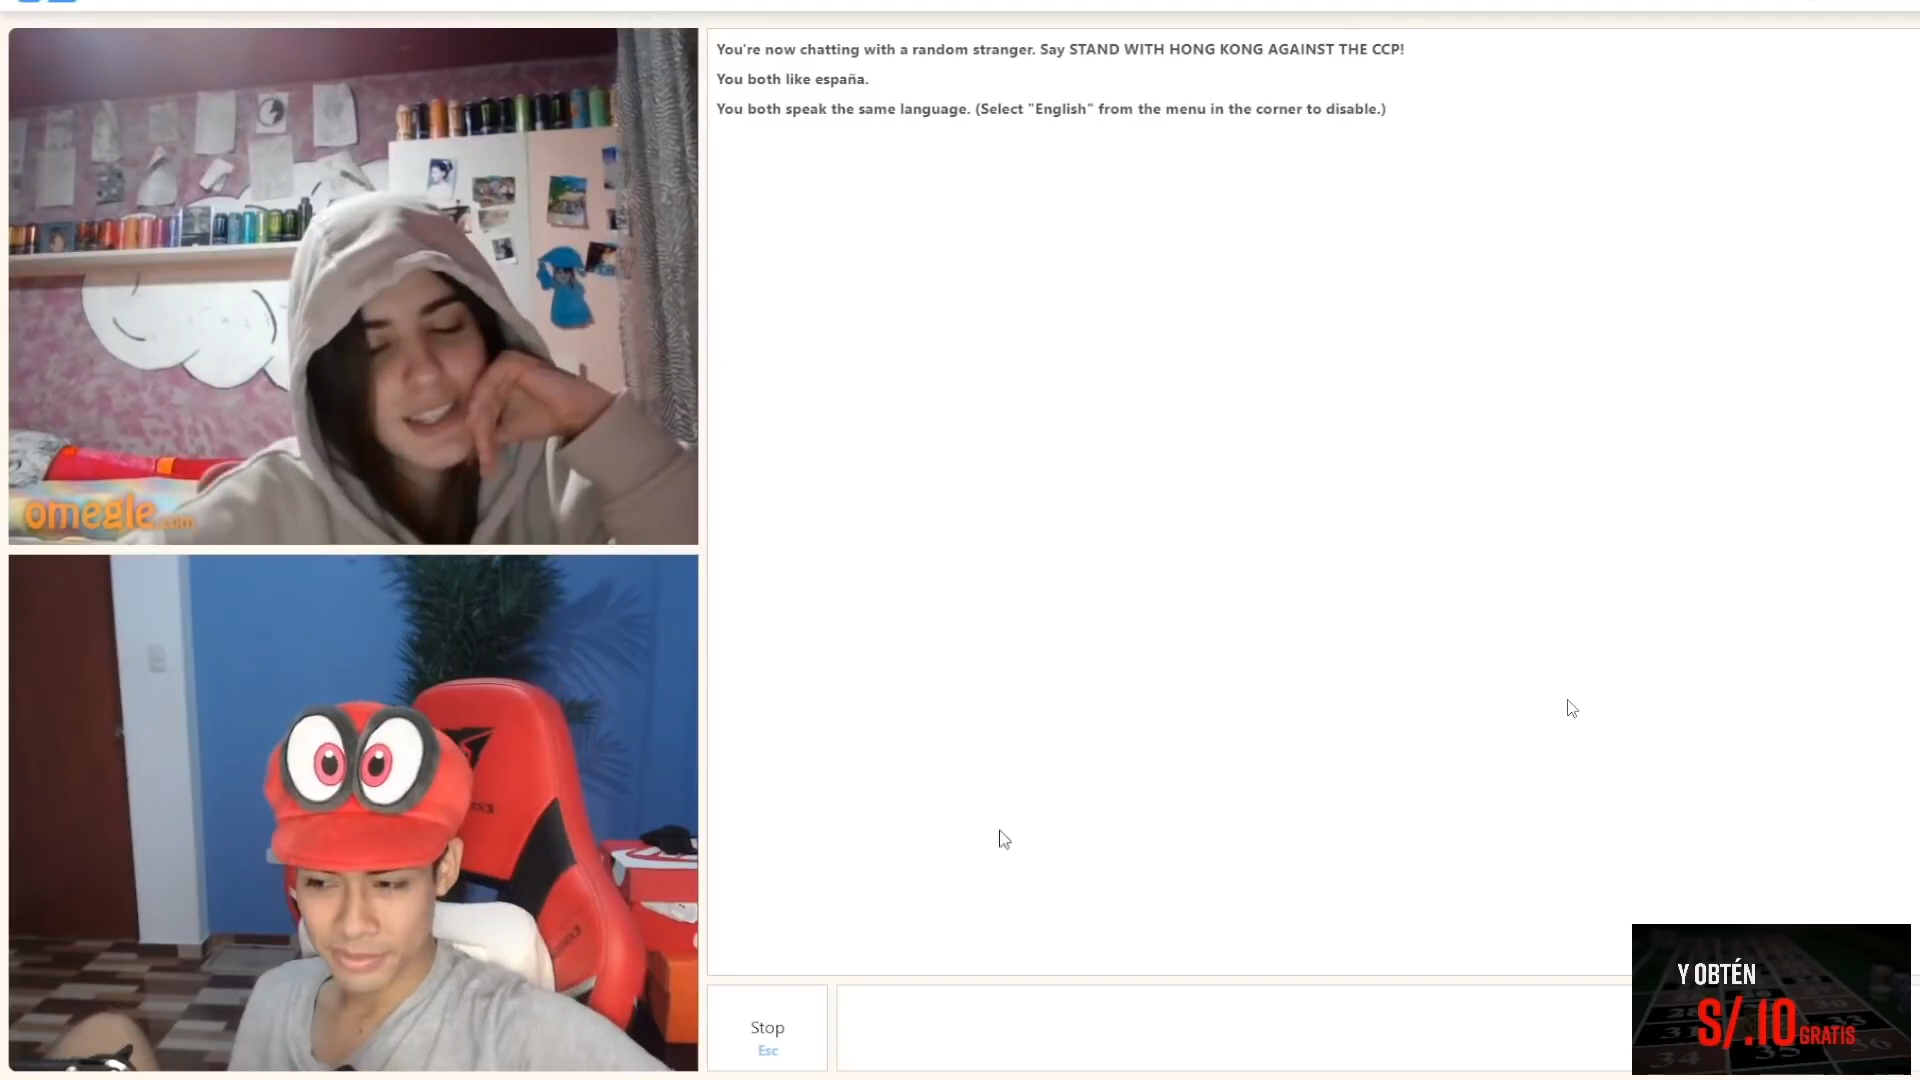 You're now chatting with a random stranger. Say STAND WITH HONG KONG AGAINST THE CCP!
You both like españa.
You both speak the same language. (Select "English" from the menu in the corner to disable.)
omegle.com
Stop
Esc
Y OBTÉN
S/.10 GRATIS